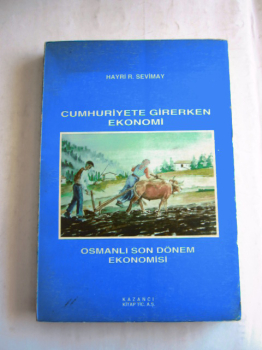 HAYRİ R. SEVİMAY
CUMHURİYETE GİRERKEN
EKONOMİ
OSMANLI SON DÖNEM
EKONOMİSİ
KAZANCI
KİTAP TİC. A.Ş.